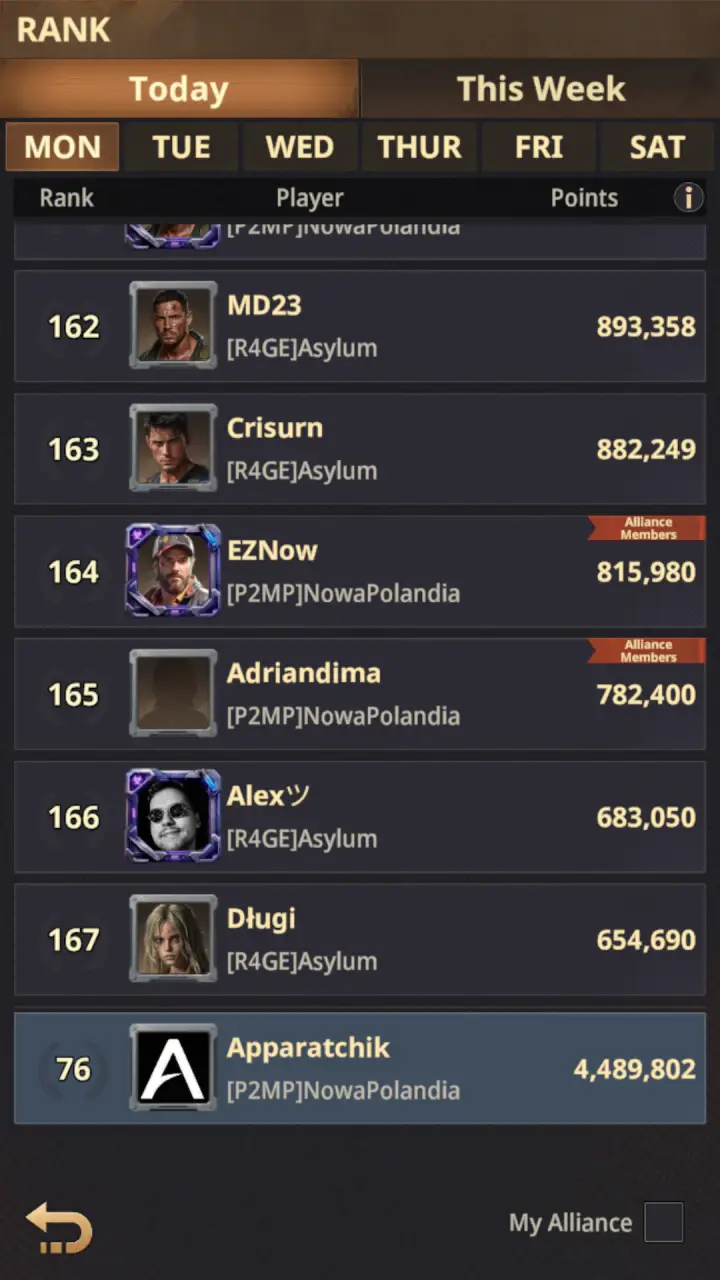 RANK
Today
This Week
MON
TUE
WED
THUR
FRI
SAT
Rank
Player
Points
[P2MP]NowaPolandia
162
MD23
[R4GE]Asylum
893,358
163
Crisurn
[R4GE]Asylum
882,249
Alliance
Members
164
EZNow
[P2MP]NowaPolandia
815,980
Alliance
Members
165
Adriandima
[P2MP]NowaPolandia
782,400
166
Alexツ
[R4GE]Asylum
683,050
167
Długi
[R4GE]Asylum
654,690
76
Apparatchik
[P2MP]NowaPolandia
4,489,802
My Alliance